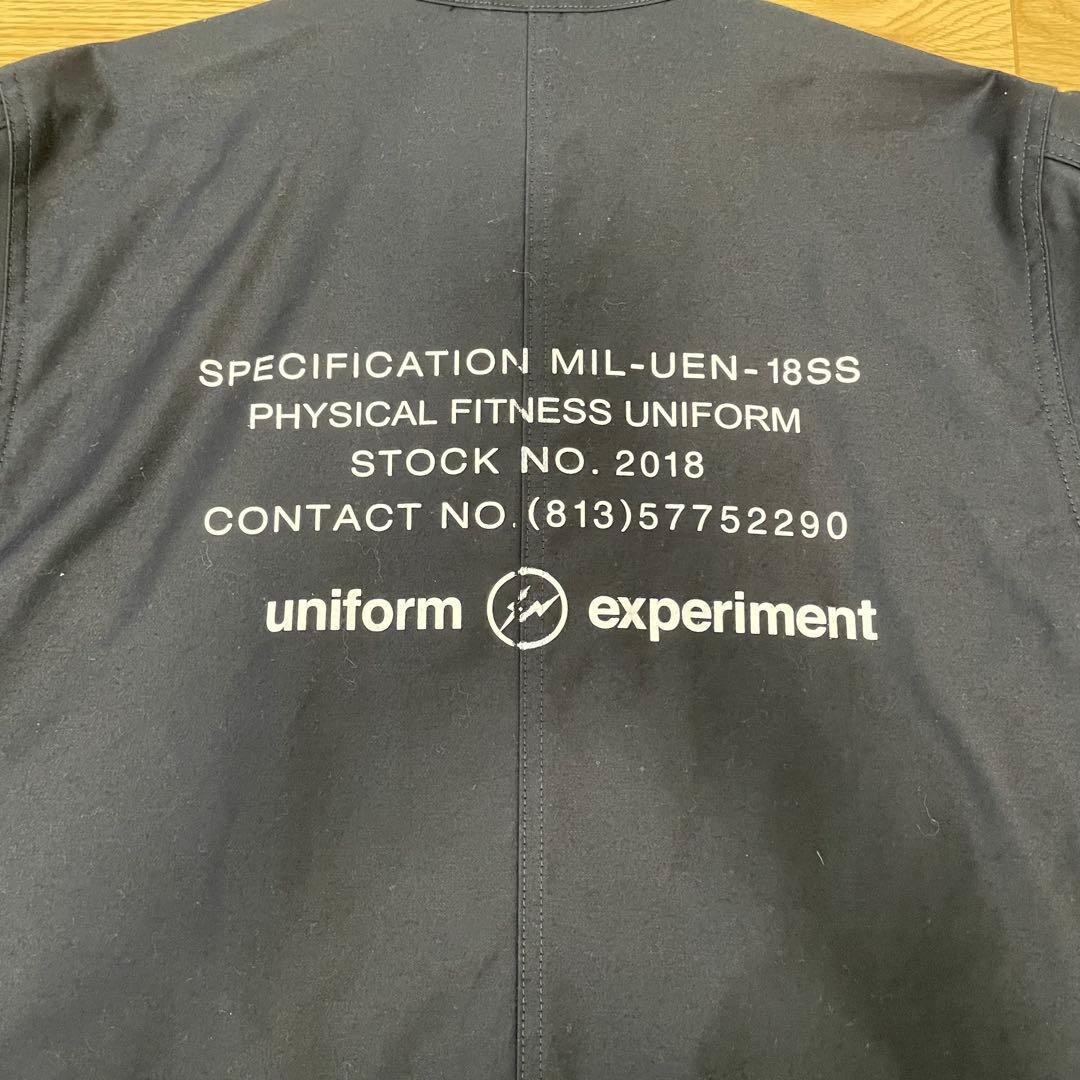 SPECIFICATION MIL-UEN-18SS
PHYSICAL FITNESS UNIFORM
STOCK NO. 2018
CONTACT NO.(813)57752290
uniform experiment